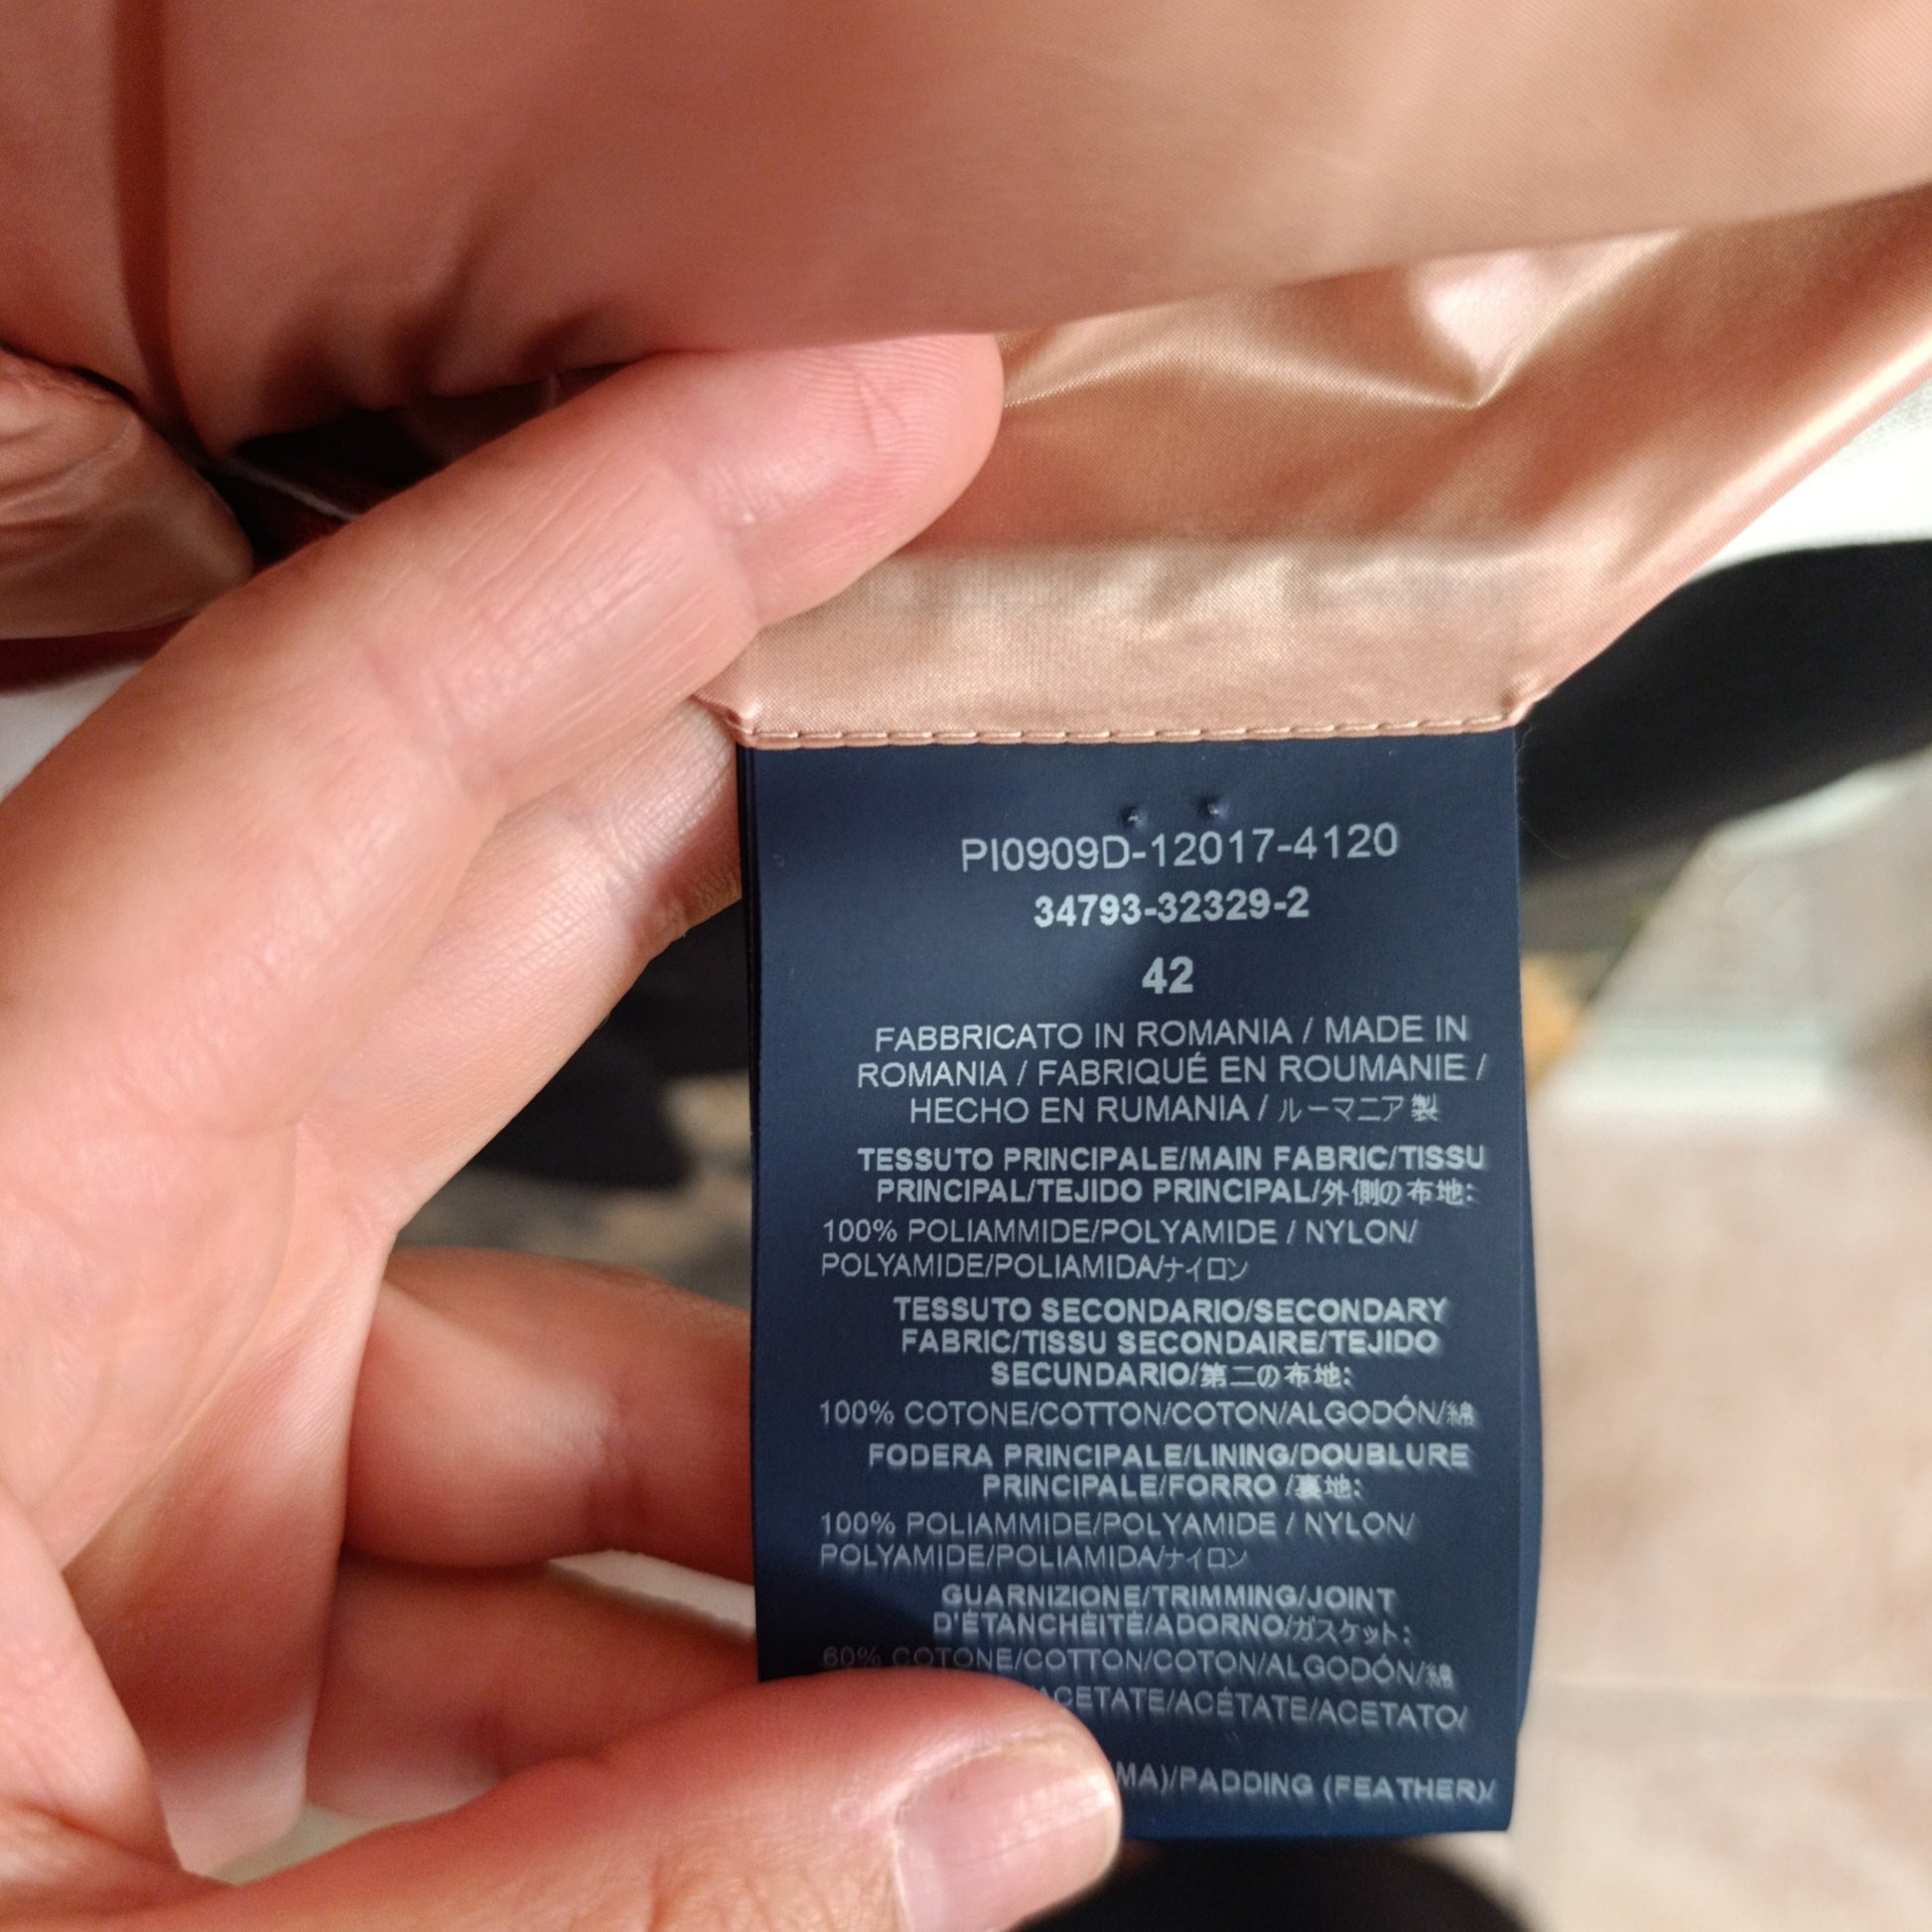 PI0909D-12017-4120
34793-32329-2
42
FABBRICATO IN ROMANIA / MADE IN
ROMANIA / FABRIQUÉ EN ROUMANIE /
HECHO EN RUMANIA / ルーマニア製
TESSUTO PRINCIPALE/MAIN FABRIC/TISSU
PRINCIPAL/TEJIDO PRINCIPAL/外側の布地:
100% POLIAMMIDE/POLYAMIDE / NYLON/
POLYAMIDE/POLIAMIDA/ナイロン
TESSUTO SECONDARIO/SECONDARY
FABRIC/TISSU SECONDAIRE/TEJIDO
SECUNDARIO/第二の布地:
100% COTONE/COTTON/COTON/ALGODÓN/綿
FODERA PRINCIPALE/LINING/DOUBLURE
PRINCIPALE/FORRO /裏地:
100% POLIAMMIDE/POLYAMIDE / NYLON/
POLYAMIDE/POLIAMIDA/ナイロン
GUARNIZIONE/TRIMMING/JOINT
D'ÉTANCHÉITÉ/ADORNO/ガスケット:
60% COTONE/COTTON/COTON/ALGODÓN/綿
/ACETATE/ACÉTATE/ACETATO/
MA)/PADDING (FEATHER)/